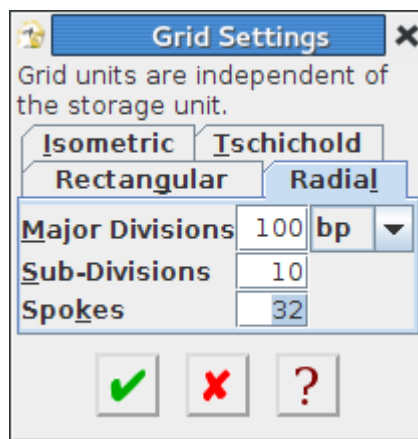 Grid Settings
Grid units are independent of
the storage unit.
Isometric Tschichold
Rectangular Radial
Major Divisions 100 bp
Sub-Divisions 10
Spokes 32
?